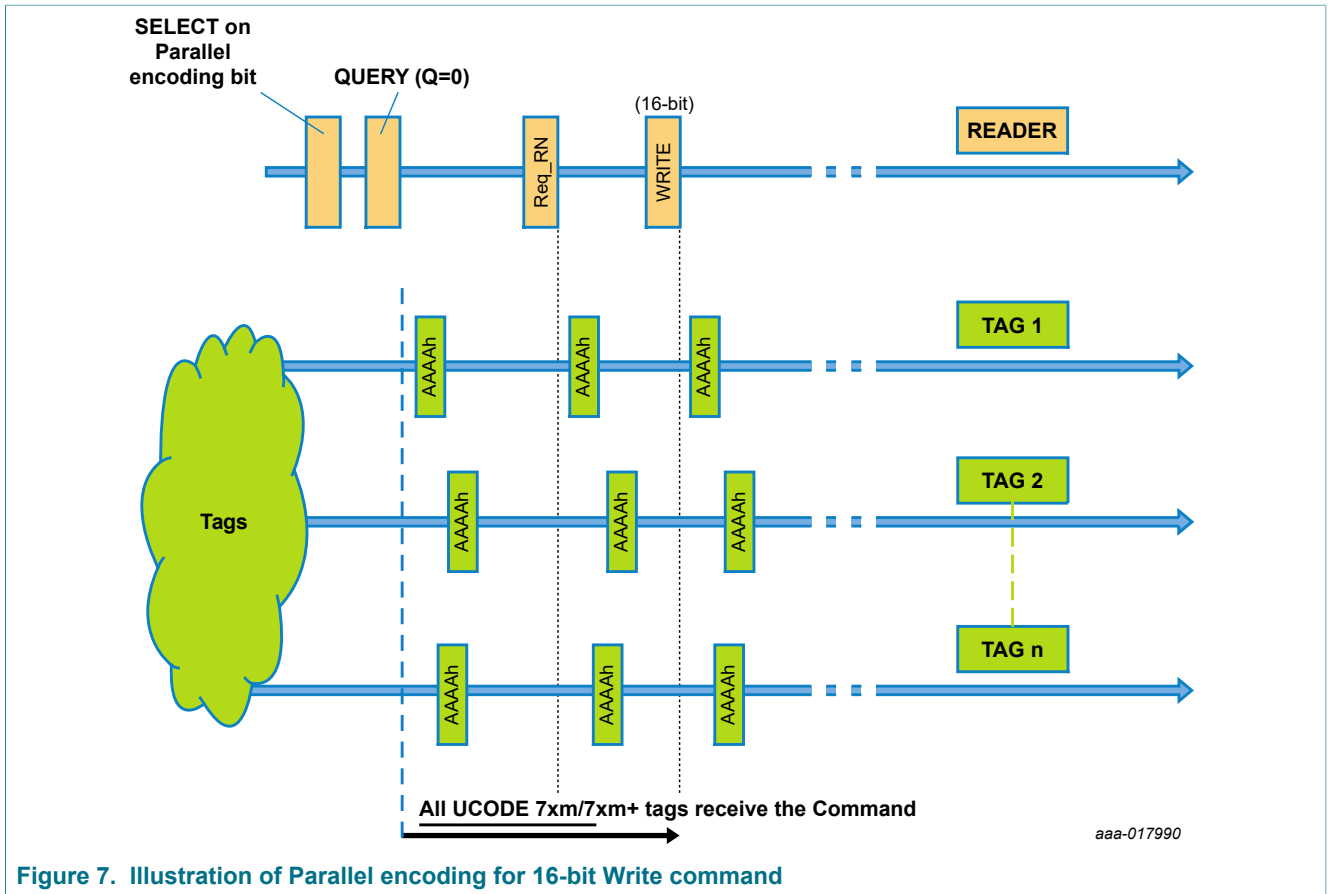 SELECT on
Parallel
encoding bit
QUERY (Q=0)
(16-bit)
Req_RN
WRITE
READER
AAAAh
AAAAh
AAAAh
TAG 1
Tags
AAAAh
AAAAh
AAAAh
TAG 2
AAAAh
AAAAh
AAAAh
TAG n
All UCODE 7xm/7xm+ tags receive the Command
aaa-017990
Figure 7. Illustration of Parallel encoding for 16-bit Write command